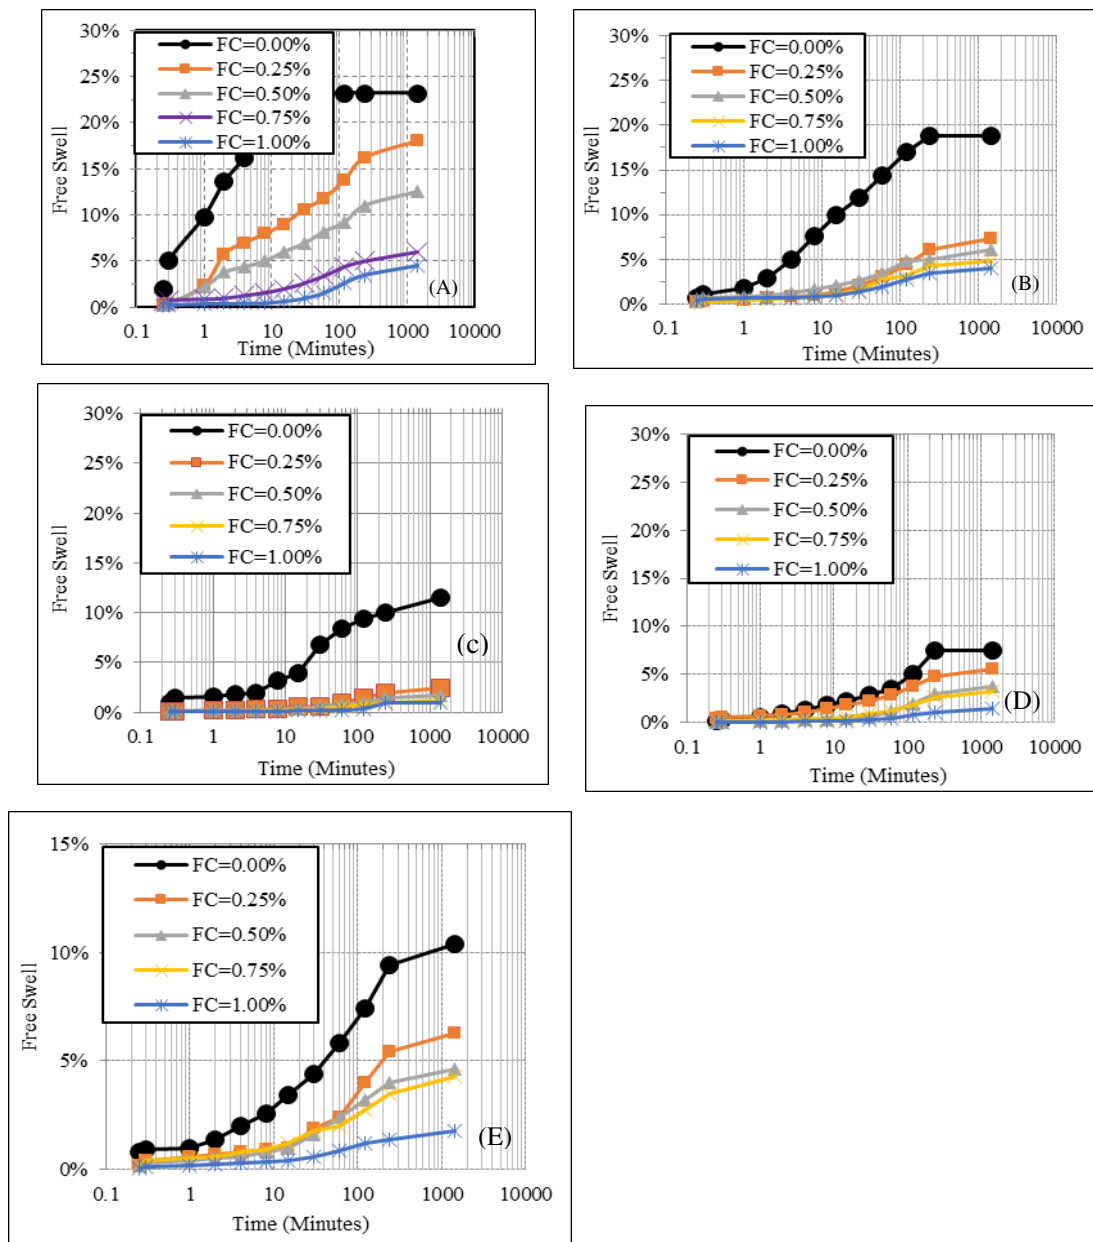 30%
25%
20%
15%
10%
5%
0%
Free Swell
FC=0.00%
FC=0.25%
FC=0.50%
FC=0.75%
FC=1.00%
(A)
0.1 1 10 100 1000 10000
Time (Minutes)
30%
25%
20%
15%
10%
5%
0%
Free Swell
FC=0.00%
FC=0.25%
FC=0.50%
FC=0.75%
FC=1.00%
(B)
0.1 1 10 100 1000 10000
Time (Minutes)
30%
25%
20%
15%
10%
5%
0%
Free Swell
FC=0.00%
FC=0.25%
FC=0.50%
FC=0.75%
FC=1.00%
(c)
0.1 1 10 100 1000 10000
Time (Minutes)
30%
25%
20%
15%
10%
5%
0%
Free Swell
FC=0.00%
FC=0.25%
FC=0.50%
FC=0.75%
FC=1.00%
(D)
0.1 1 10 100 1000 10000
Time (Minutes)
15%
10%
5%
0%
Free Swell
FC=0.00%
FC=0.25%
FC=0.50%
FC=0.75%
FC=1.00%
(E)
0.1 1 10 100 1000 10000
Time (Minutes)